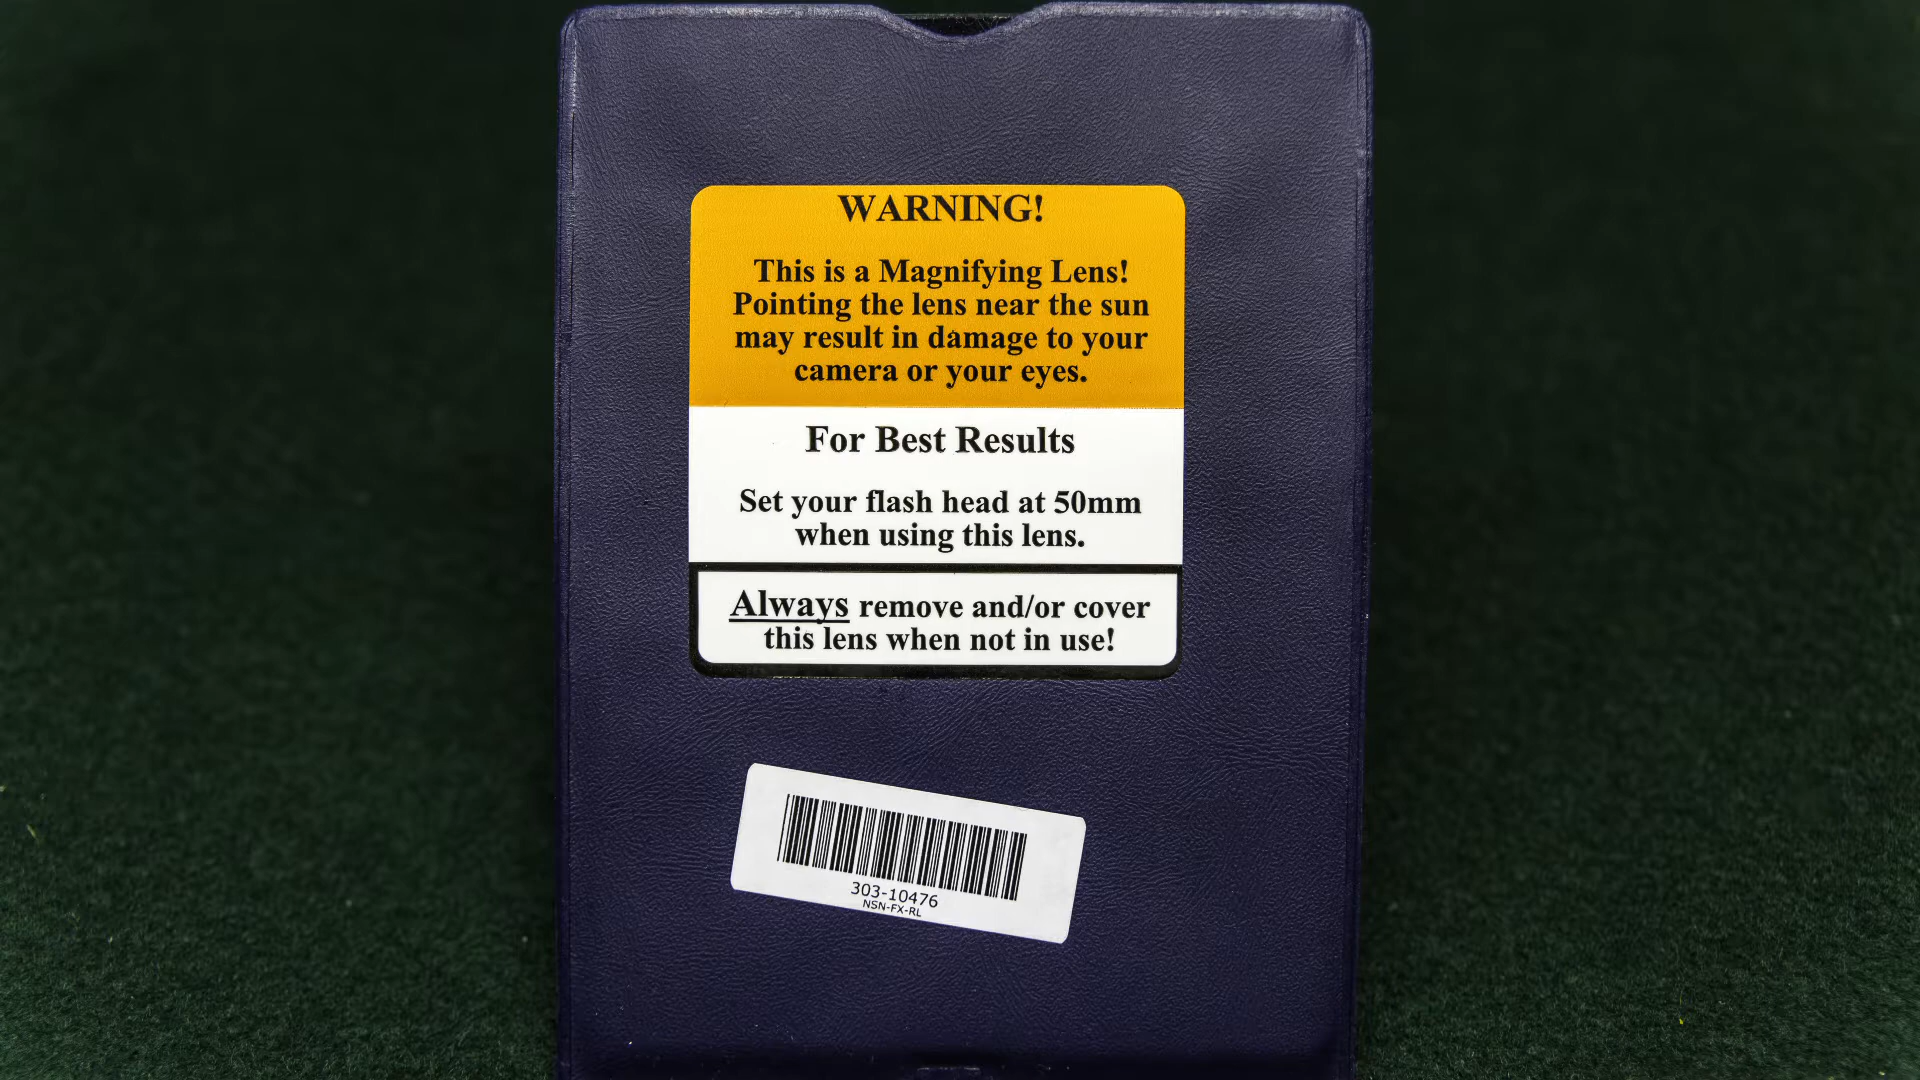 WARNING!
This is a Magnifying Lens!
Pointing the lens near the sun
may result in damage to your
camera or your eyes.
For Best Results
Set your flash head at 50mm
when using this lens.
Always remove and/or cover
this lens when not in use!
303-10476
NSN-FX-RL